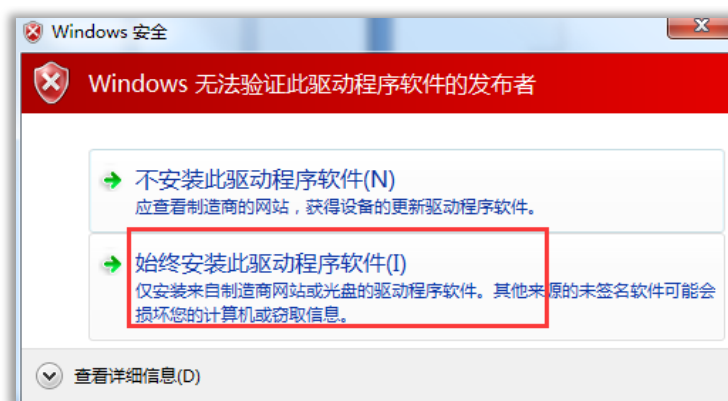 Windows 安全
Windows 无法验证此驱动程序软件的发布者
不安装此驱动程序软件(N)
应查看制造商的网站，获得设备的更新驱动程序软件。
始终安装此驱动程序软件(I)
仅安装来自制造商网站或光盘的驱动程序软件。其他来源的未签名软件可能会
损坏您的计算机或窃取信息。
查看详细信息(D)